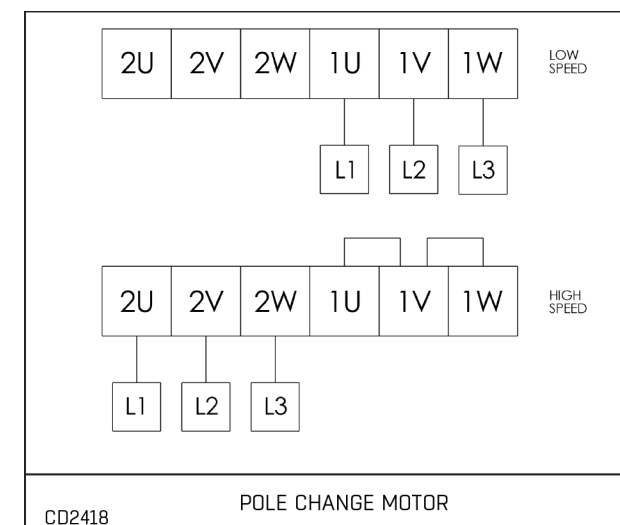 2U 2V 2W 1U 1V 1W LOW SPEED
L1 L2 L3
2U 2V 2W 1U 1V 1W HIGH SPEED
L1 L2 L3
POLE CHANGE MOTOR
CD2418